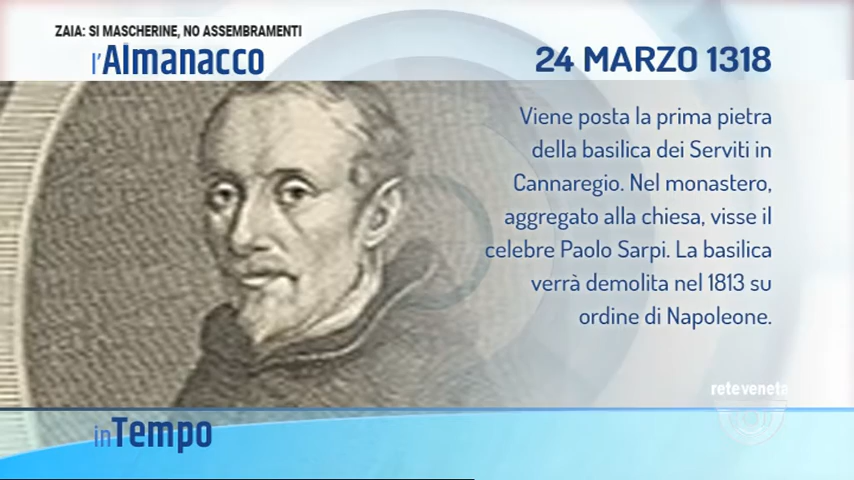 ZAIA: SI MASCHERINE, NO ASSEMBRAMENTI
l'Almanacco
24 MARZO 1318
Viene posta la prima pietra
della basilica dei Serviti in
Cannaregio. Nel monastero,
aggregato alla chiesa, visse il
celebre Paolo Sarpi. La basilica
verrà demolita nel 1813 su
ordine di Napoleone.
reteveneta
inTempo